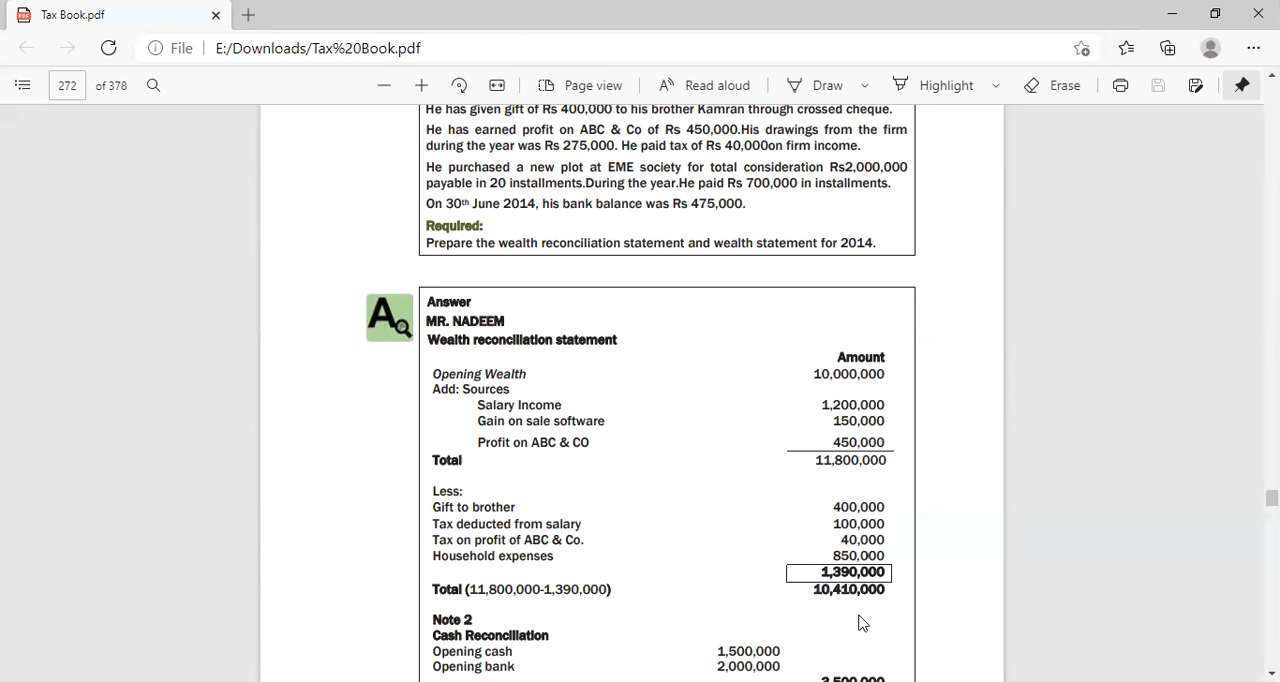 Tax Book.pdf
File E:/Downloads/Tax%20Book.pdf
272 of 378 Page view Read aloud Draw Highlight Erase
He has given gift of Rs 400,000 to his brother Kamran through crossed cheque.
He has earned profit on ABC & Co of Rs 450,000.His drawings from the firm
during the year was Rs 275,000. He paid tax of Rs 40,000on firm income.
He purchased a new plot at EME society for total consideration Rs2,000,000
payable in 20 installments.During the year.He paid Rs 700,000 in installments.
On 30th June 2014, his bank balance was Rs 475,000.
Required:
Prepare the wealth reconciliation statement and wealth statement for 2014.
A
Answer
MR. NADEEM
Wealth reconciliation statement
Amount
Opening Wealth 10,000,000
Add: Sources
Salary Income 1,200,000
Gain on sale software 150,000
Profit on ABC & CO 450,000
Total 11,800,000
Less:
Gift to brother 400,000
Tax deducted from salary 100,000
Tax on profit of ABC & Co. 40,000
Household expenses 850,000
1,390,000
Total (11,800,000-1,390,000) 10,410,000
Note 2
Cash Reconciliation
Opening cash 1,500,000
Opening bank 2,000,000
3,500,000